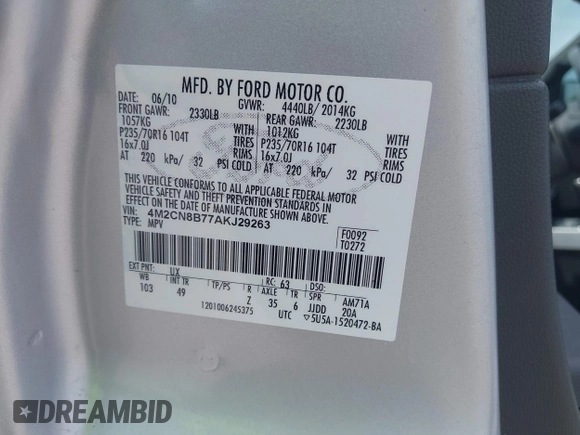 MFD. BY FORD MOTOR CO.
DATE: 06/10 GVWR: 4440LB/ 2014KG
FRONT GAWR: 2330LB REAR GAWR: 2230LB
1057KG 1012KG
P235/70R16 104T WITH TIRES P235/70R16 104T WITH TIRES
16x7.0J RIMS 16x7.0J RIMS
AT 220 kPa/ 32 PSI COLD AT 220 kPa/ 32 PSI COLD
THIS VEHICLE CONFORMS TO ALL APPLICABLE FEDERAL MOTOR
VEHICLE SAFETY AND THEFT PREVENTION STANDARDS IN
EFFECT ON THE DATE OF MANUFACTURE SHOWN ABOVE.
VIN: 4M2CN8B77AKJ29263
TYPE: MPV
F0092
T0272
EXT PNT: UX RC: 63 DSO:
WB INT TR TP/PS R AXLE TR SPR AM71A
103 49 Z 35 6 JJDD 20A
1201006245375 UTC ▽5U5A-1520472-BA
DREAMBID